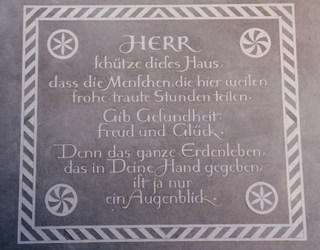 HERR
ſchütze dieſes Haus,
dass die Menſchen, die hier weilen
frohe, traute Stunden teilen.
Gib Geſundheit,
Freud und Glück.
Denn das ganze Erdenleben,
das in Deine Hand gegeben,
iſt ja nur
ein Augenblick.